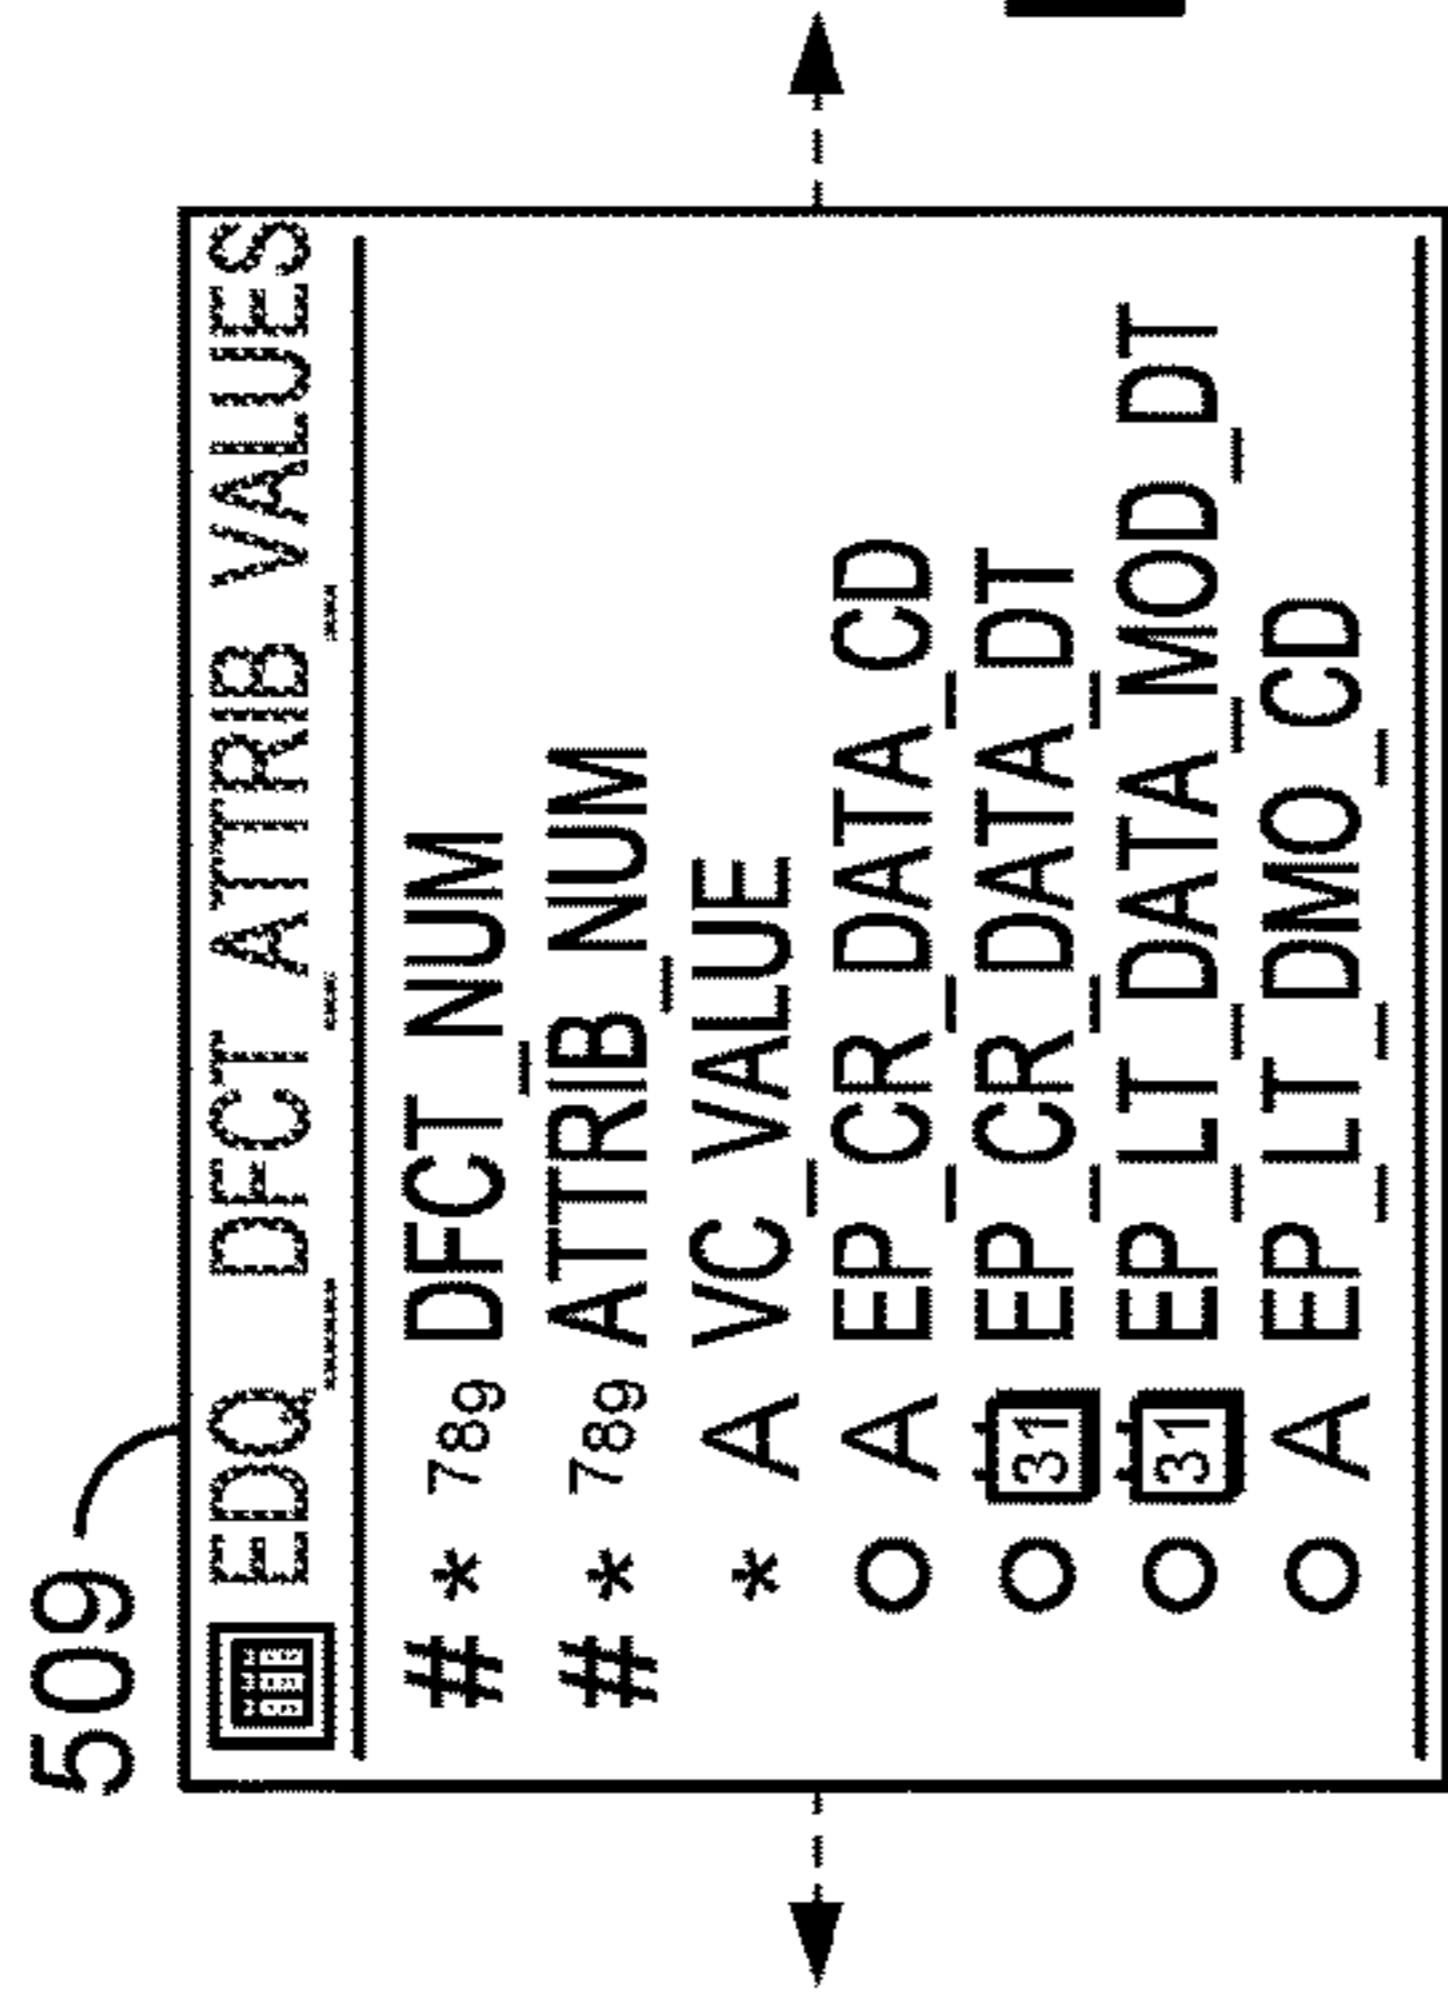 509
EDQ_DFCT_ATTRIB_VALUES
# * 789 DFCT_NUM
# * 789 ATTRIB_NUM
* A VC_VALUE
O A EP_CR_DATA_CD
O 31 EP_CR_DATA_DT
O 31 EP_LT_DATA_MOD_DT
O A EP_LT_DMO_CD